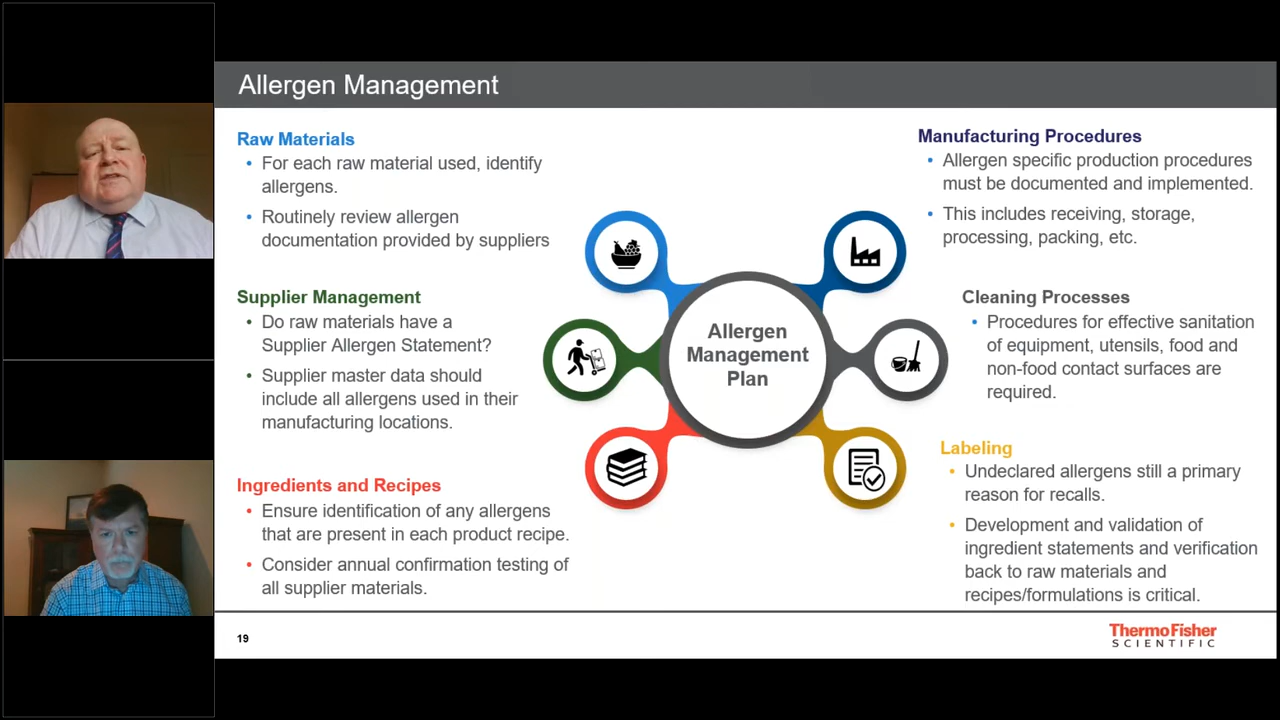 Allergen Management
Raw Materials
• For each raw material used, identify
allergens.
• Routinely review allergen
documentation provided by suppliers
Supplier Management
• Do raw materials have a
Supplier Allergen Statement?
• Supplier master data should
include all allergens used in their
manufacturing locations.
Ingredients and Recipes
• Ensure identification of any allergens
that are present in each product recipe.
• Consider annual confirmation testing of
all supplier materials.
Allergen
Management
Plan
Manufacturing Procedures
• Allergen specific production procedures
must be documented and implemented.
• This includes receiving, storage,
processing, packing, etc.
Cleaning Processes
• Procedures for effective sanitation
of equipment, utensils, food and
non-food contact surfaces are
required.
Labeling
• Undeclared allergens still a primary
reason for recalls.
• Development and validation of
ingredient statements and verification
back to raw materials and
recipes/formulations is critical.
19
ThermoFisher
SCIENTIFIC